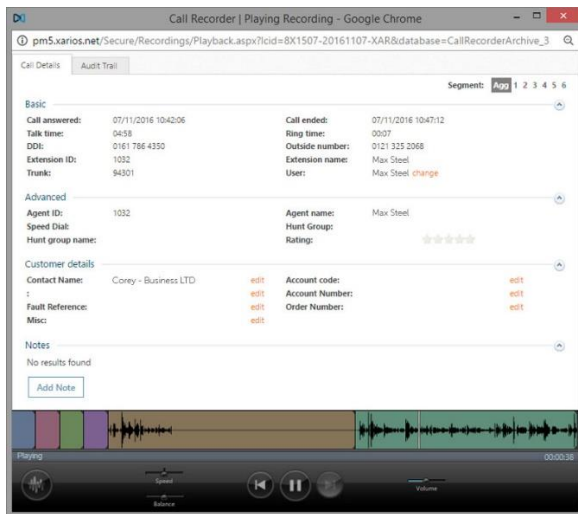 Call Recorder | Playing Recording - Google Chrome
pm5.xarios.net/Secure/Recordings/Playback.aspx?lcid=8X1507-20161107-XAR&database=CallRecorderArchive_3
Call Details Audit Trail
Segment: Agg 1 2 3 4 5 6
Basic
Call answered: 07/11/2016 10:42:06 Call ended: 07/11/2016 10:47:12
Talk time: 04:58 Ring time: 00:07
DDI: 0161 786 4350 Outside number: 0121 325 2068
Extension ID: 1032 Extension name: Max Steel
Trunk: 94301 User: Max Steel change
Advanced
Agent ID: 1032 Agent name: Max Steel
Speed Dial: Hunt Group:
Hunt group name: Rating:
Customer details
Contact Name: Corey - Business LTD edit Account code: edit
: edit Account Number: edit
Fault Reference: edit Order Number: edit
Misc: edit
Notes
No results found
Add Note
Playing 00:00:36
Speed
Volume
Balance